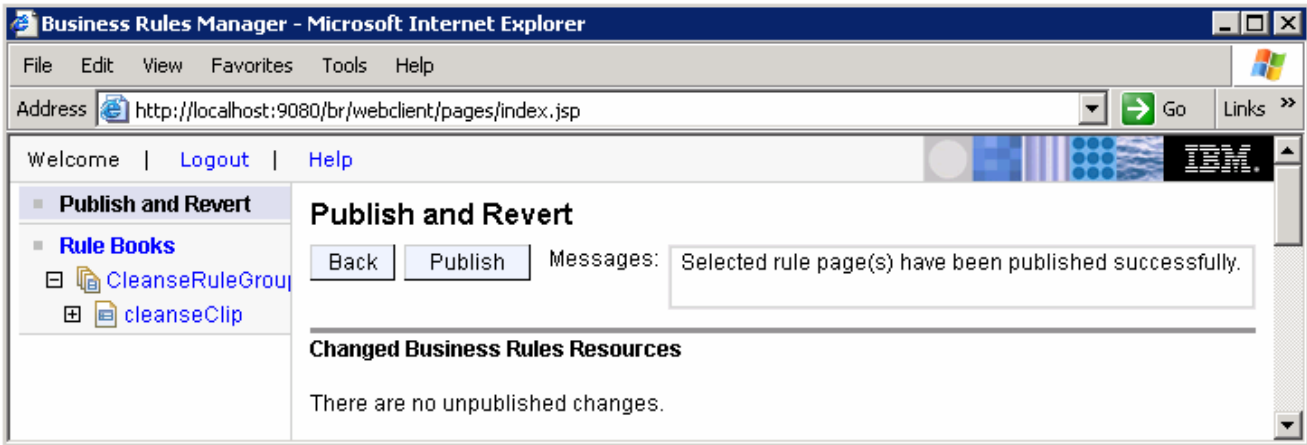 Business Rules Manager - Microsoft Internet Explorer
File Edit View Favorites Tools Help
Address http://localhost:9080/br/webclient/pages/index.jsp Go Links »
Welcome | Logout | Help IBM.
Publish and Revert
Rule Books
CleanseRuleGroup
cleanseClip
Publish and Revert
Back Publish Messages: Selected rule page(s) have been published successfully.
Changed Business Rules Resources
There are no unpublished changes.